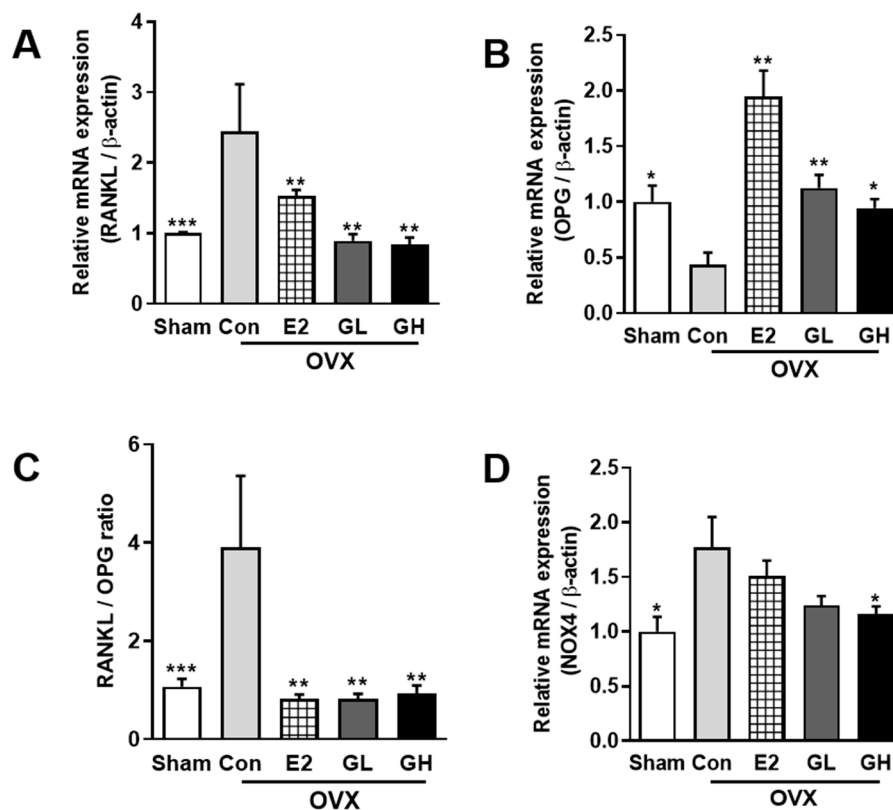 A
Relative mRNA expression
(RANKL / β-actin)
4
3
2
1
0
***
**
**
**
Sham Con E2 GL GH
OVX
B
Relative mRNA expression
(OPG / β-actin)
2.5
2.0
1.5
1.0
0.5
0.0
*
**
**
*
Sham Con E2 GL GH
OVX
C
RANKL / OPG ratio
6
4
2
0
***
**
**
**
Sham Con E2 GL GH
OVX
D
Relative mRNA expression
(NOX4 / β-actin)
2.5
2.0
1.5
1.0
0.5
0.0
*
*
Sham Con E2 GL GH
OVX